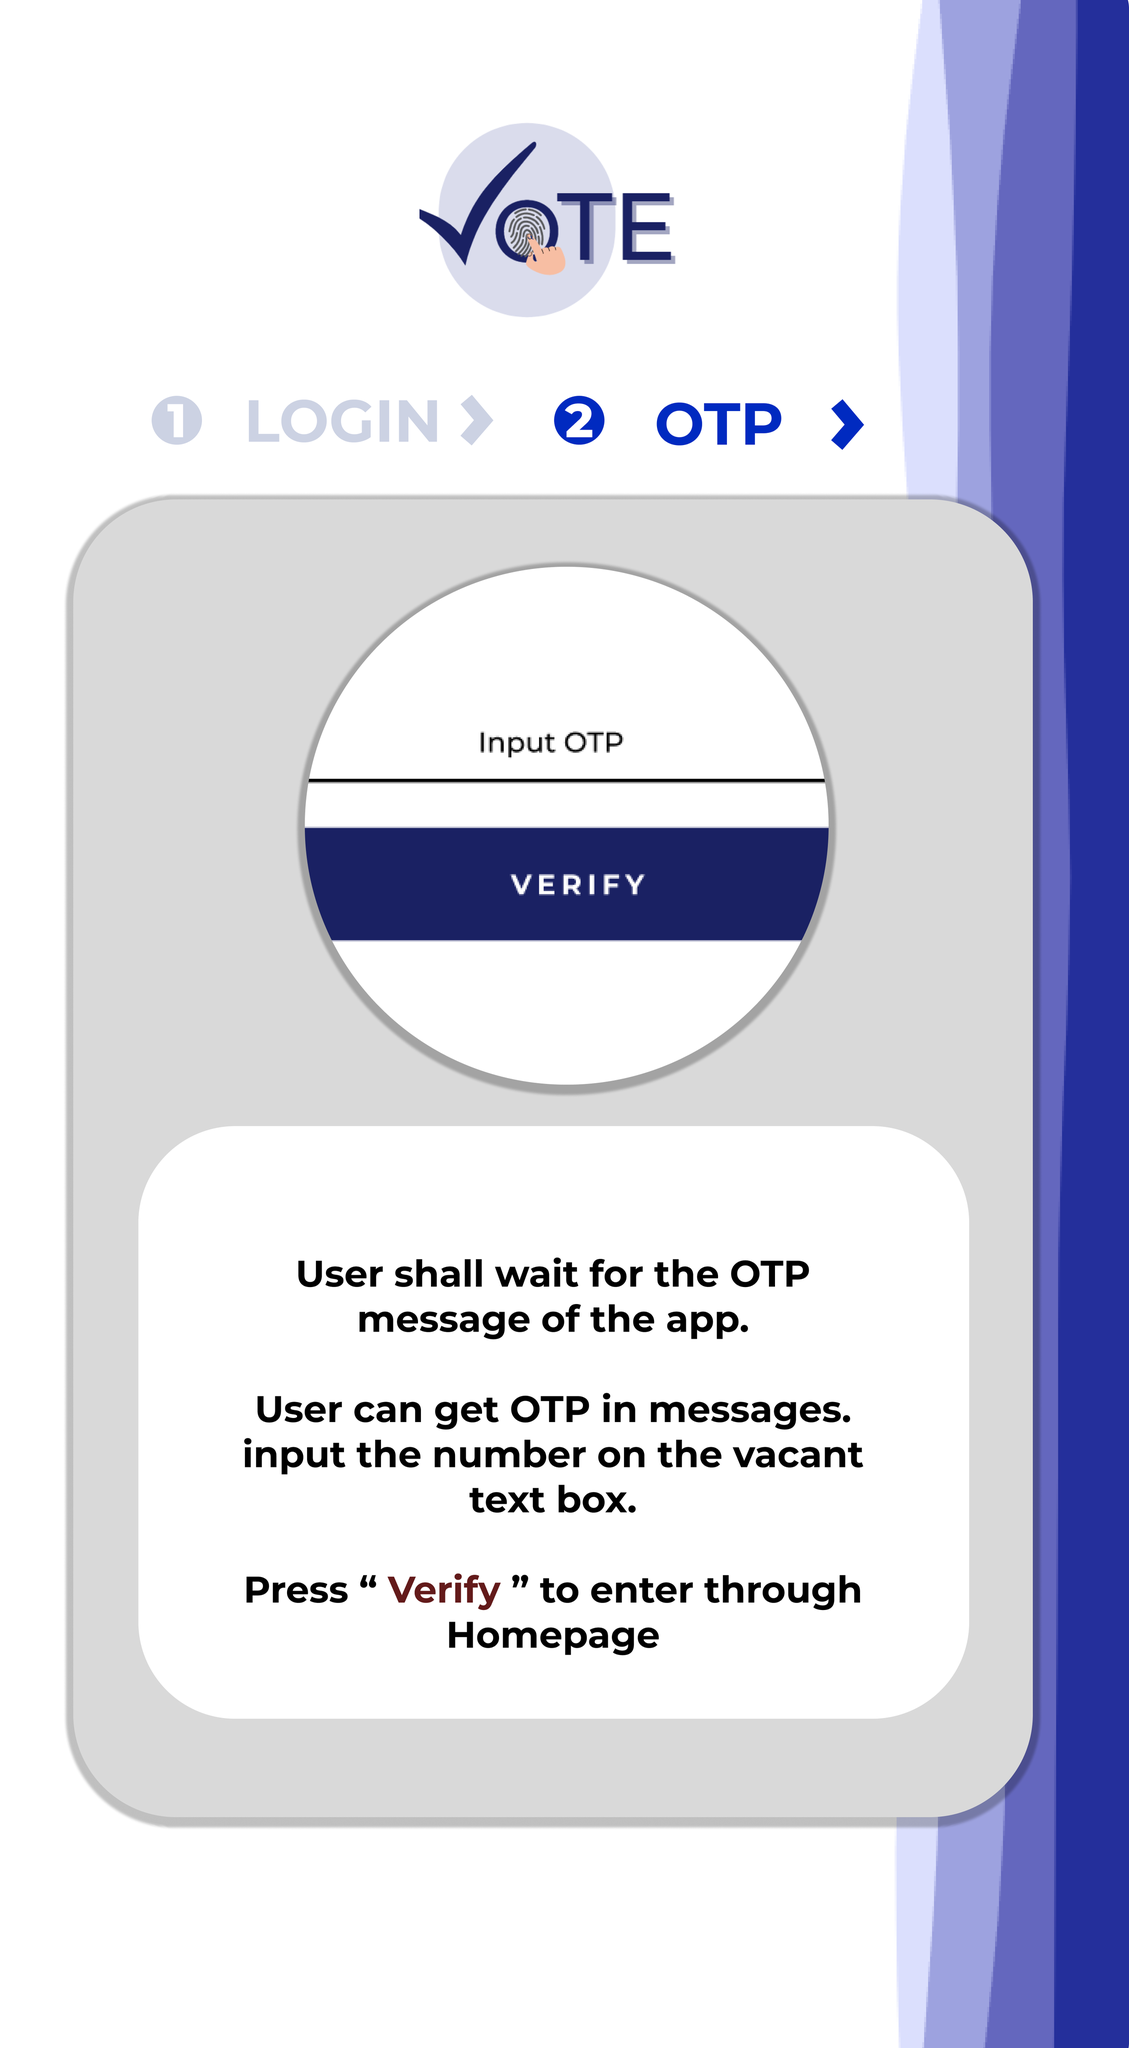 VOTE
1 LOGIN 2 OTP
Input OTP
VERIFY
User shall wait for the OTP
message of the app.
User can get OTP in messages.
input the number on the vacant
text box.
Press “ Verify ” to enter through
Homepage